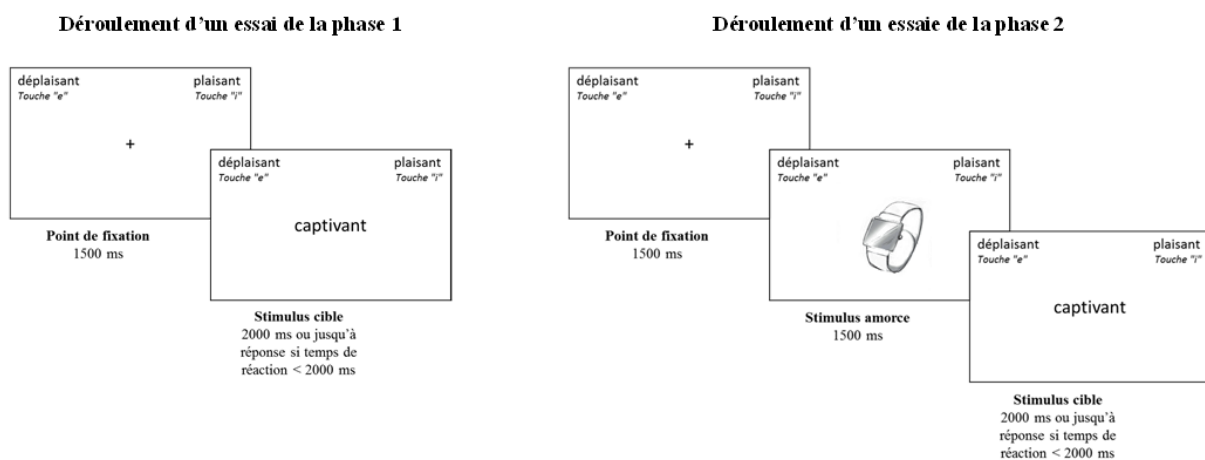 Déroulement d'un essai de la phase 1
déplaisant plaisant
Touche "e" Touche "i"
+
Point de fixation
1500 ms
déplaisant plaisant
Touche "e" Touche "i"
captivant
Stimulus cible
2000 ms ou jusqu'à
réponse si temps de
réaction < 2000 ms
Déroulement d'un essaie de la phase 2
déplaisant plaisant
Touche "e" Touche "i"
+
Point de fixation
1500 ms
déplaisant plaisant
Touche "e" Touche "i"
Stimulus amorce
1500 ms
déplaisant plaisant
Touche "e" Touche "i"
captivant
Stimulus cible
2000 ms ou jusqu'à
réponse si temps de
réaction < 2000 ms